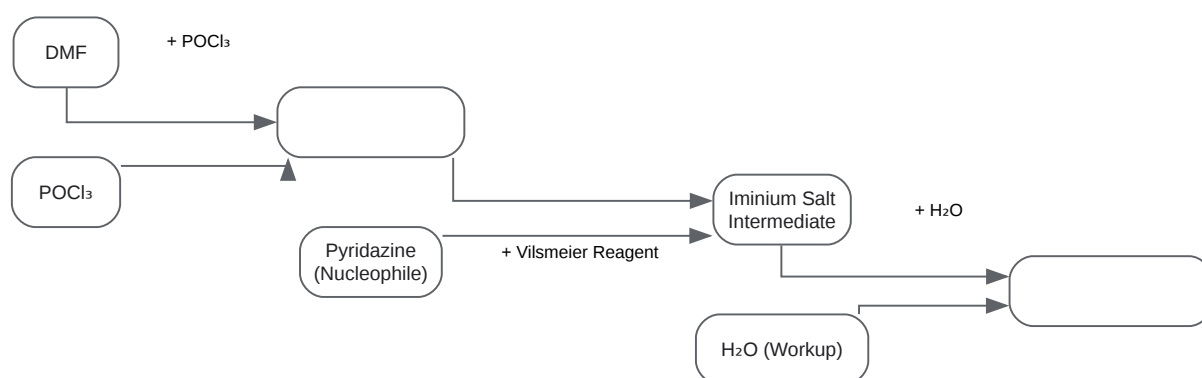 DMF
+ POCl₃
POCl₃
Pyridazine
(Nucleophile)
+ Vilsmeier Reagent
Iminium Salt
Intermediate
+ H₂O
H₂O (Workup)